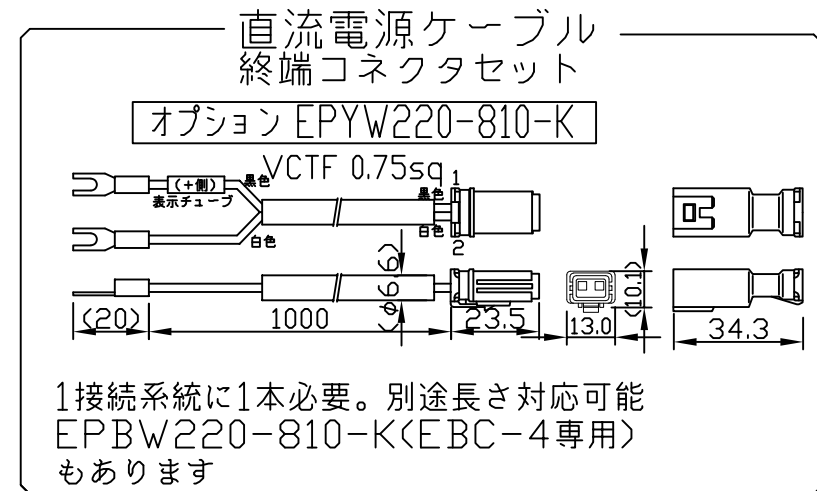 直流電源ケーブル
終端コネクタセット
オプション EPYW220-810-K
VCTF 0.75sq
黒色
(+側)
表示チューブ
白色
黒色
1
白色
2
(20)
1000
(φ6.6)
23.5
13.0
(10.1)
34.3
1接続系統に1本必要。別途長さ対応可能
EPBW220-810-K(EBC-4専用)
もあります